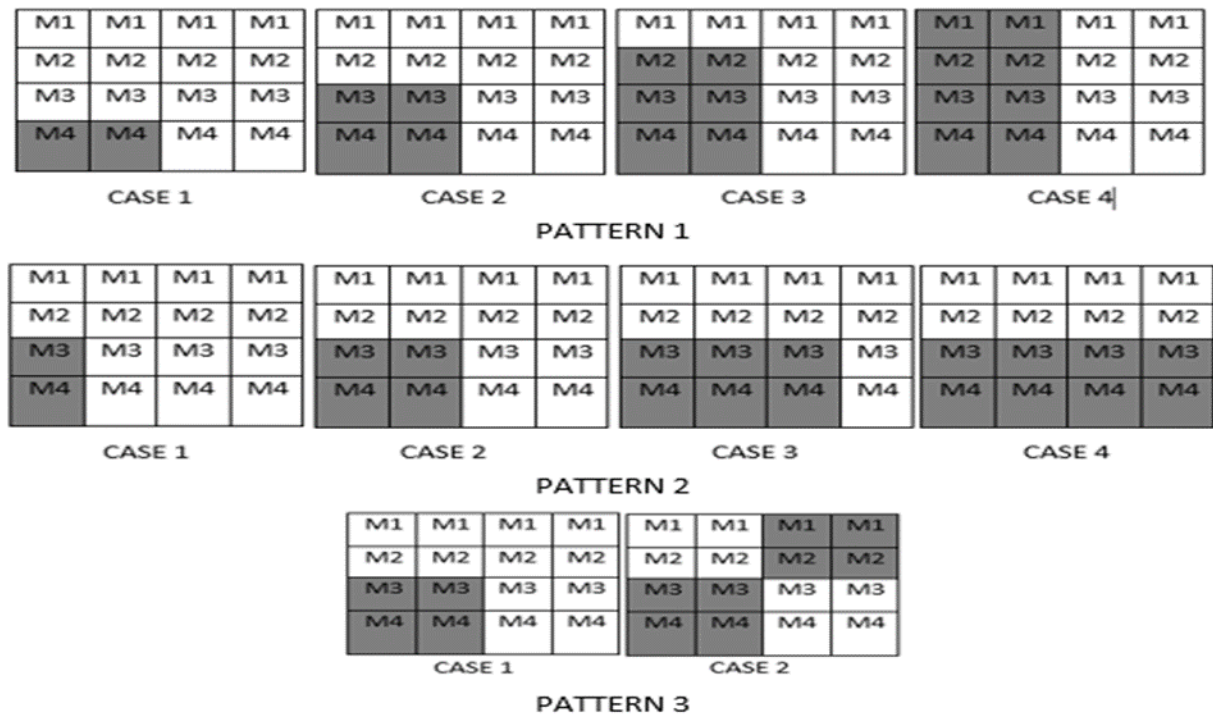 M1 M1 M1 M1 M1 M1 M1 M1 M1 M1 M1 M1 M1 M1 M1 M1
M2 M2 M2 M2 M2 M2 M2 M2 M2 M2 M2 M2 M2 M2 M2 M2
M3 M3 M3 M3 M3 M3 M3 M3 M3 M3 M3 M3 M3 M3 M3 M3
M4 M4 M4 M4 M4 M4 M4 M4 M4 M4 M4 M4 M4 M4 M4 M4
CASE 1 CASE 2 CASE 3 CASE 4
PATTERN 1
M1 M1 M1 M1 M1 M1 M1 M1 M1 M1 M1 M1 M1 M1 M1 M1
M2 M2 M2 M2 M2 M2 M2 M2 M2 M2 M2 M2 M2 M2 M2 M2
M3 M3 M3 M3 M3 M3 M3 M3 M3 M3 M3 M3 M3 M3 M3 M3
M4 M4 M4 M4 M4 M4 M4 M4 M4 M4 M4 M4 M4 M4 M4 M4
CASE 1 CASE 2 CASE 3 CASE 4
PATTERN 2
M1 M1 M1 M1 M1 M1 M1 M1
M2 M2 M2 M2 M2 M2 M2 M2
M3 M3 M3 M3 M3 M3 M3 M3
M4 M4 M4 M4 M4 M4 M4 M4
CASE 1 CASE 2
PATTERN 3